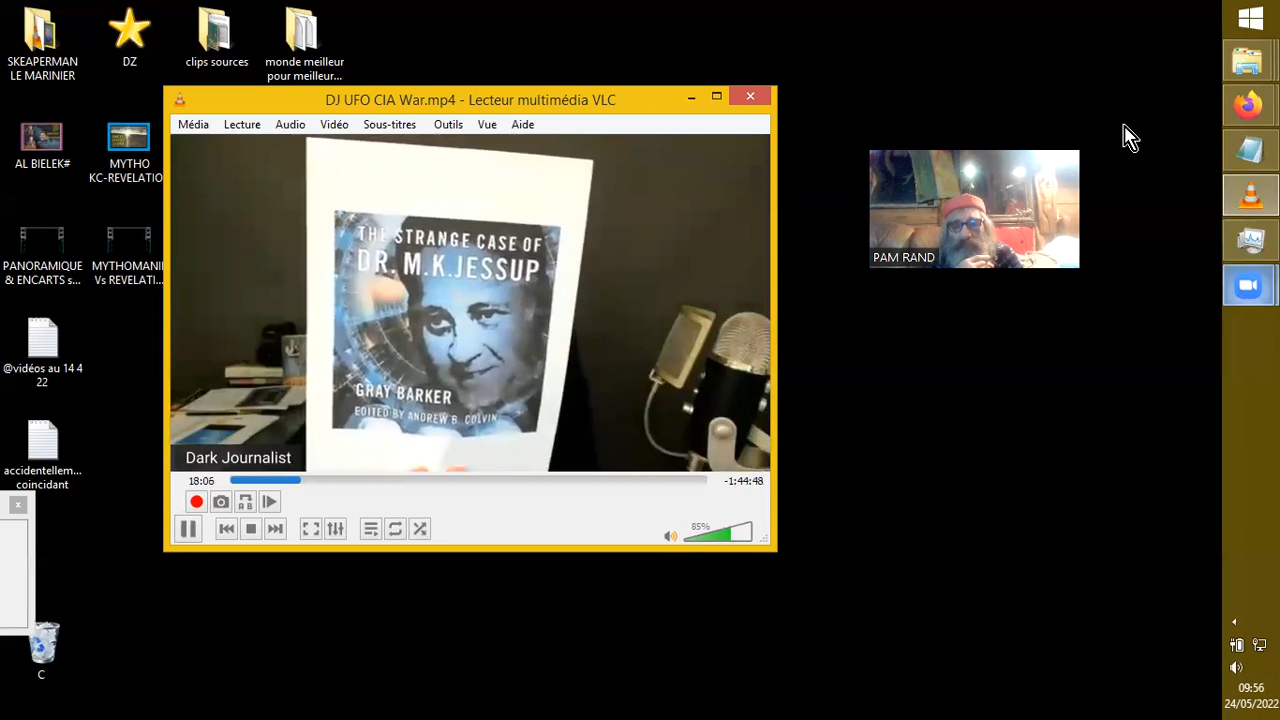 SKEAPERMAN
LE MARINIER
DZ
clips sources
monde meilleur
pour meilleur...
AL BIELEK#
MYTHO
KC-REVELATIO
PANORAMIQUE
& ENCARTS s...
MYTHOMANI
Vs REVELATI...
@vidéos au 14 4
22
accidentellem...
coincidant
x
C
DJ UFO CIA War.mp4 - Lecteur multimédia VLC
Média Lecture Audio Vidéo Sous-titres Outils Vue Aide
THE STRANGE CASE OF
DR. M.K. JESSUP
GRAY BARKER
EDITED BY ANDREW B. COLVIN
Dark Journalist
18:06
-1:44:48
A B
85%
PAM RAND
09:56
24/05/2022